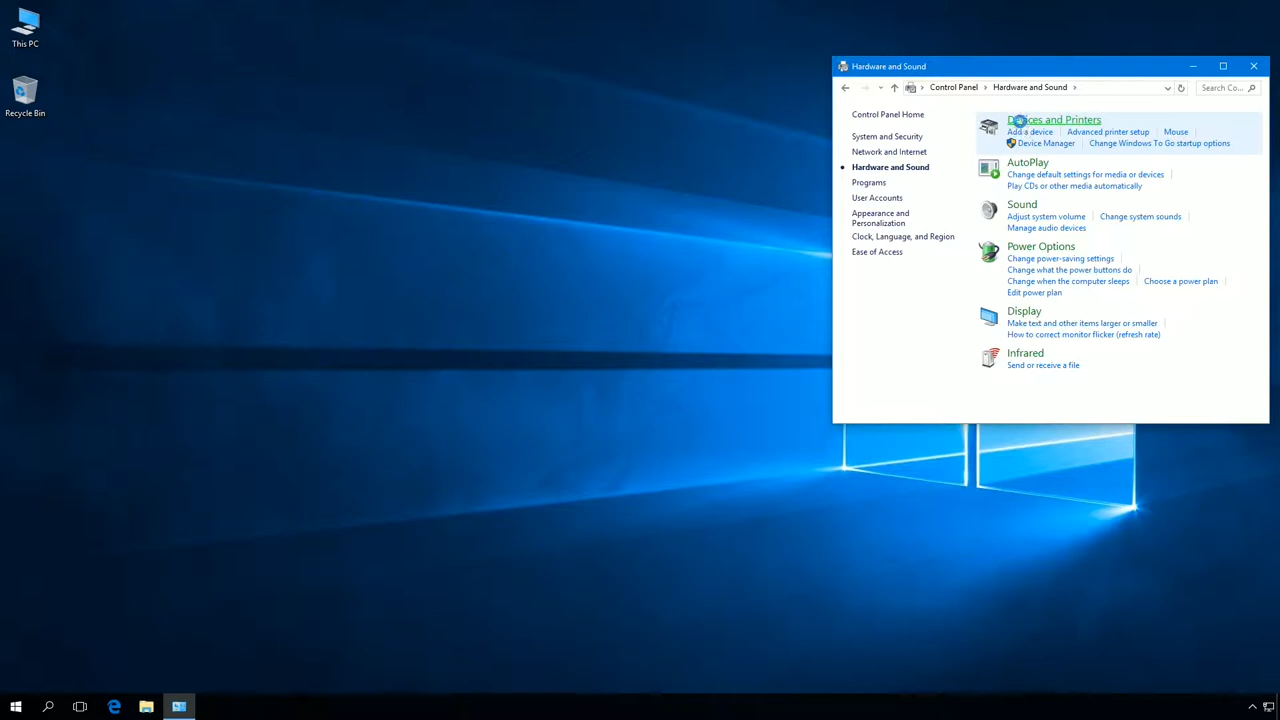 This PC
Recycle Bin
Hardware and Sound
Control Panel > Hardware and Sound >
Search Co...
Control Panel Home
System and Security
Network and Internet
Hardware and Sound
Programs
User Accounts
Appearance and
Personalization
Clock, Language, and Region
Ease of Access
Devices and Printers
Add a device | Advanced printer setup | Mouse
Device Manager | Change Windows To Go startup options
AutoPlay
Change default settings for media or devices
Play CDs or other media automatically
Sound
Adjust system volume | Change system sounds
Manage audio devices
Power Options
Change power-saving settings
Change what the power buttons do
Change when the computer sleeps | Choose a power plan
Edit power plan
Display
Make text and other items larger or smaller
How to correct monitor flicker (refresh rate)
Infrared
Send or receive a file